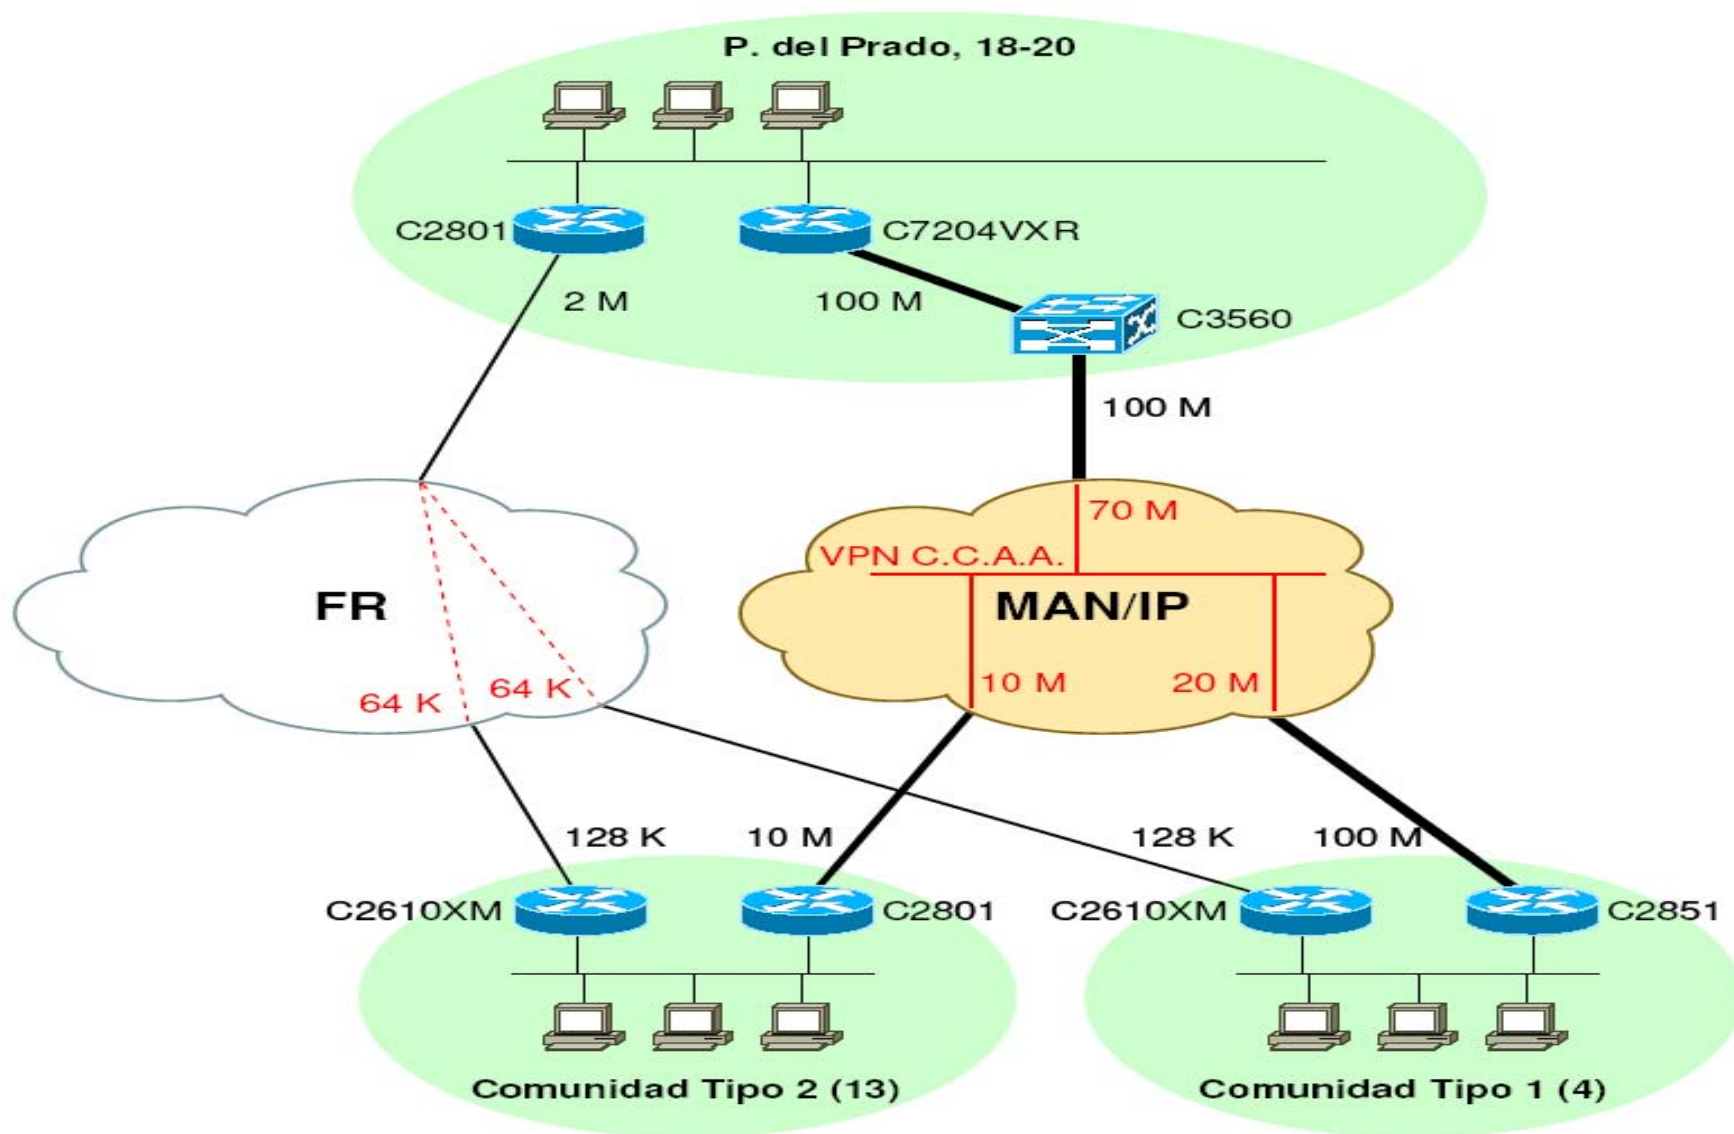 P. del Prado, 18-20
C2801
C7204VXR
2 M
100 M
C3560
100 M
70 M
VPN C.C.A.A.
FR
MAN/IP
64 K
64 K
10 M
20 M
128 K
10 M
128 K
100 M
C2610XM
C2801
C2610XM
C2851
Comunidad Tipo 2 (13)
Comunidad Tipo 1 (4)